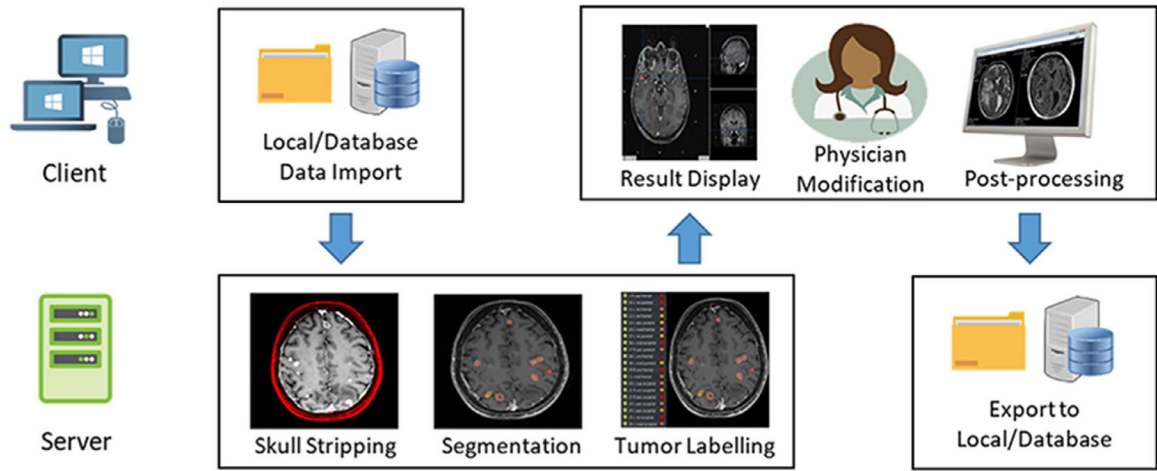 Client
Local/Database
Data Import
Result Display
Physician
Modification
Post-processing
Server
Skull Stripping
Segmentation
Tumor Labelling
Export to
Local/Database